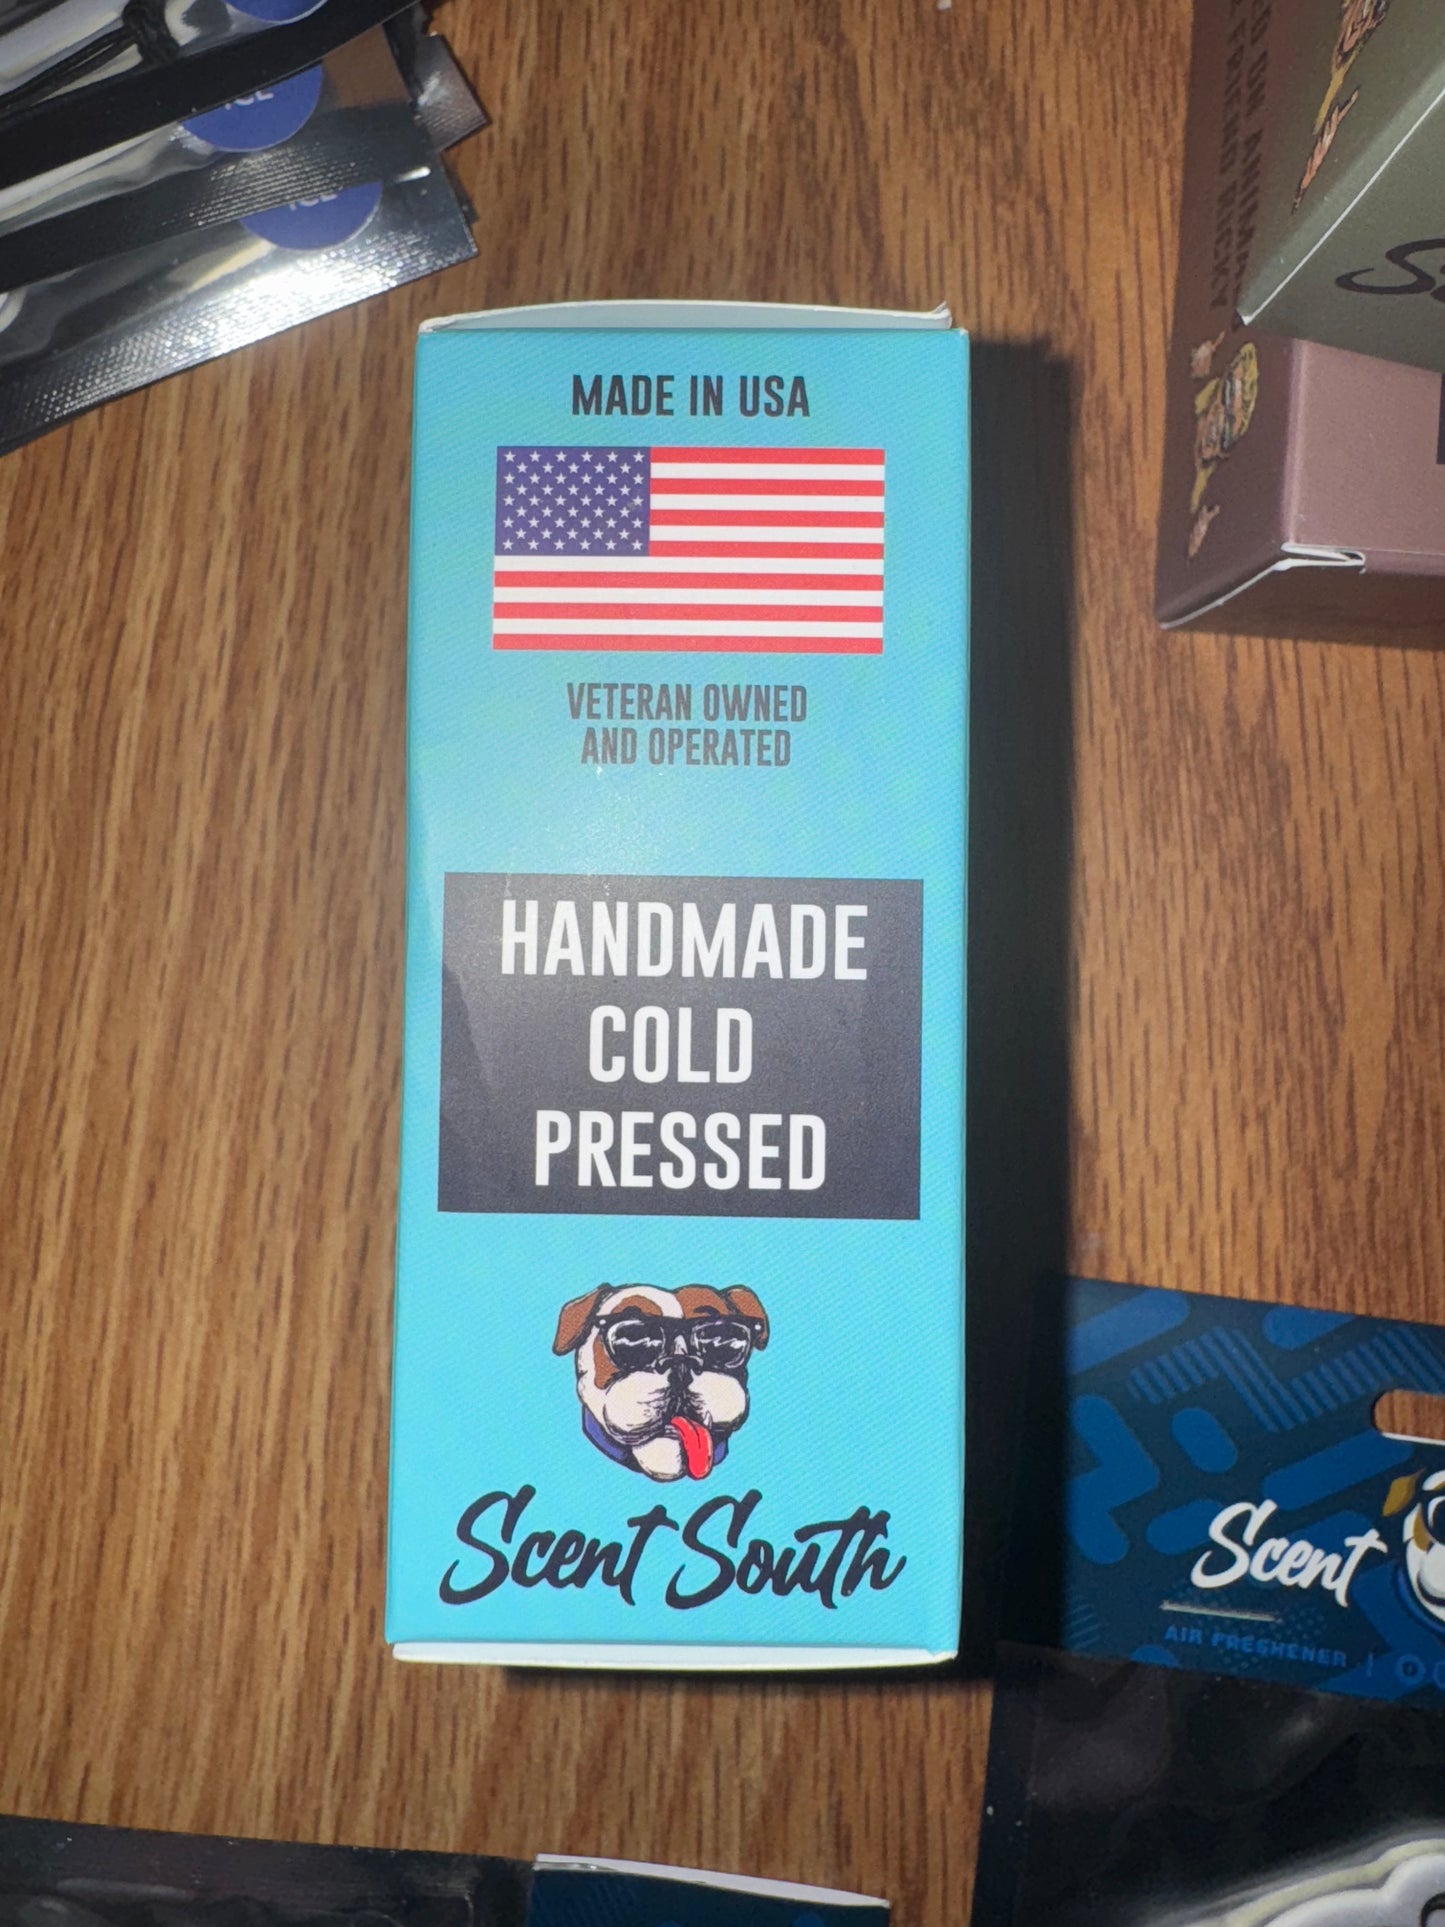 MADE IN USA
VETERAN OWNED
AND OPERATED
HANDMADE
COLD
PRESSED
Scent South
Scent
AIR FRESHENER